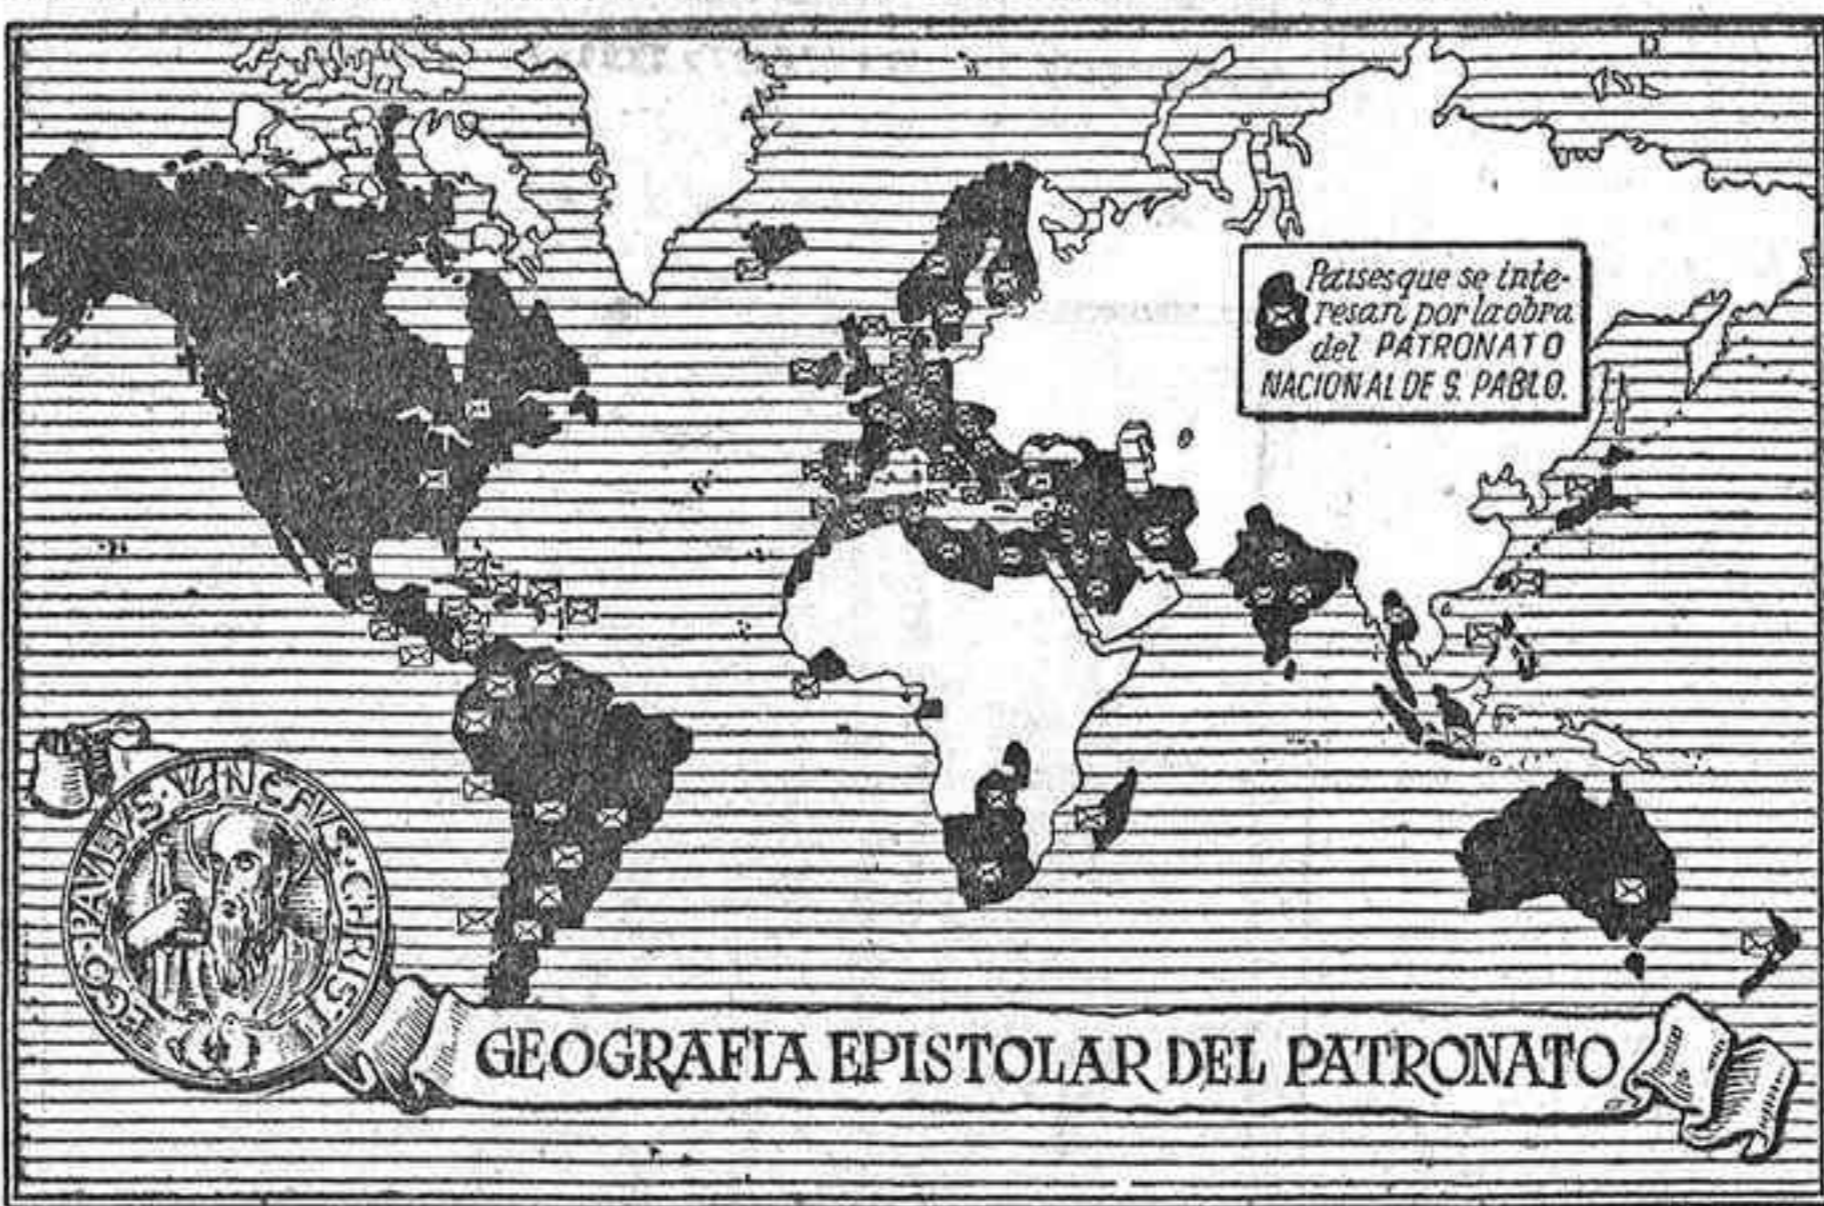 Paises que se inte-
resan por la obra
del PATRONATO
NACIONAL DE S. PABLO.
EGO · PAVLVS · VINCTVS · CHRISTI
GEOGRAFIA EPISTOLAR DEL PATRONATO